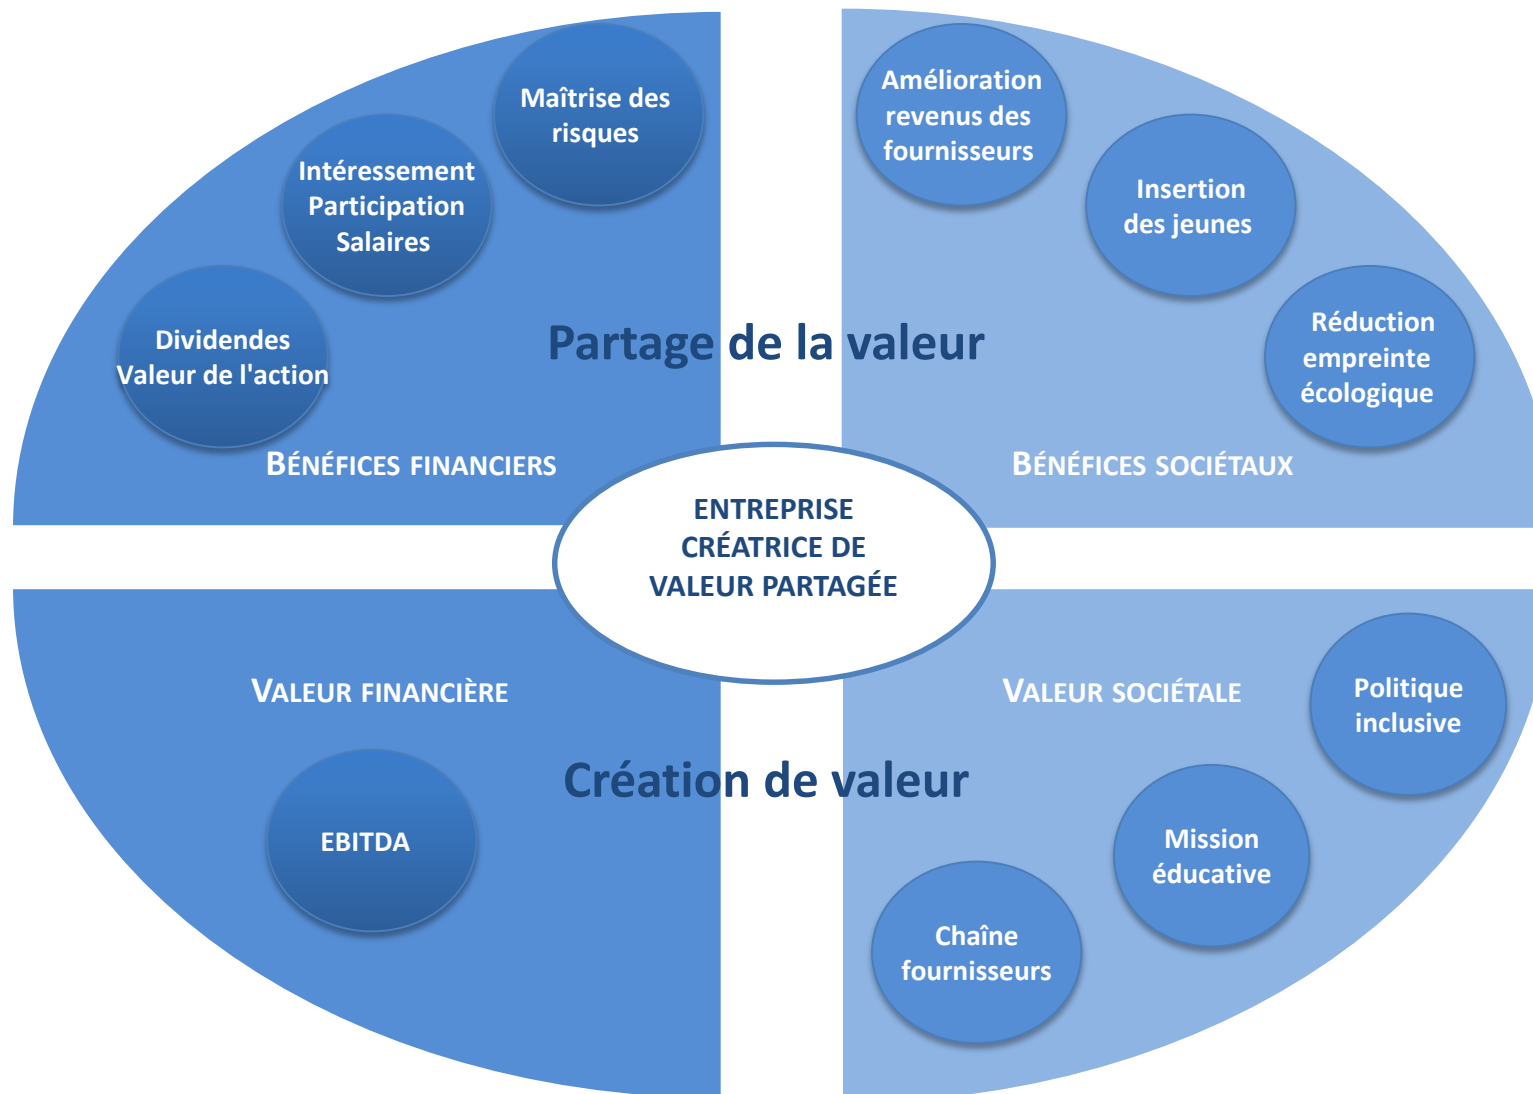 Maîtrise des
risques
Intéressement
Participation
Salaires
Dividendes
Valeur de l'action
BÉNÉFICES FINANCIERS
Amélioration
revenus des
fournisseurs
Insertion
des jeunes
Réduction
empreinte
écologique
BÉNÉFICES SOCIÉTAUX
Partage de la valeur
ENTREPRISE
CRÉATRICE DE
VALEUR PARTAGÉE
VALEUR FINANCIÈRE
EBITDA
VALEUR SOCIÉTALE
Politique
inclusive
Mission
éducative
Chaîne
fournisseurs
Création de valeur